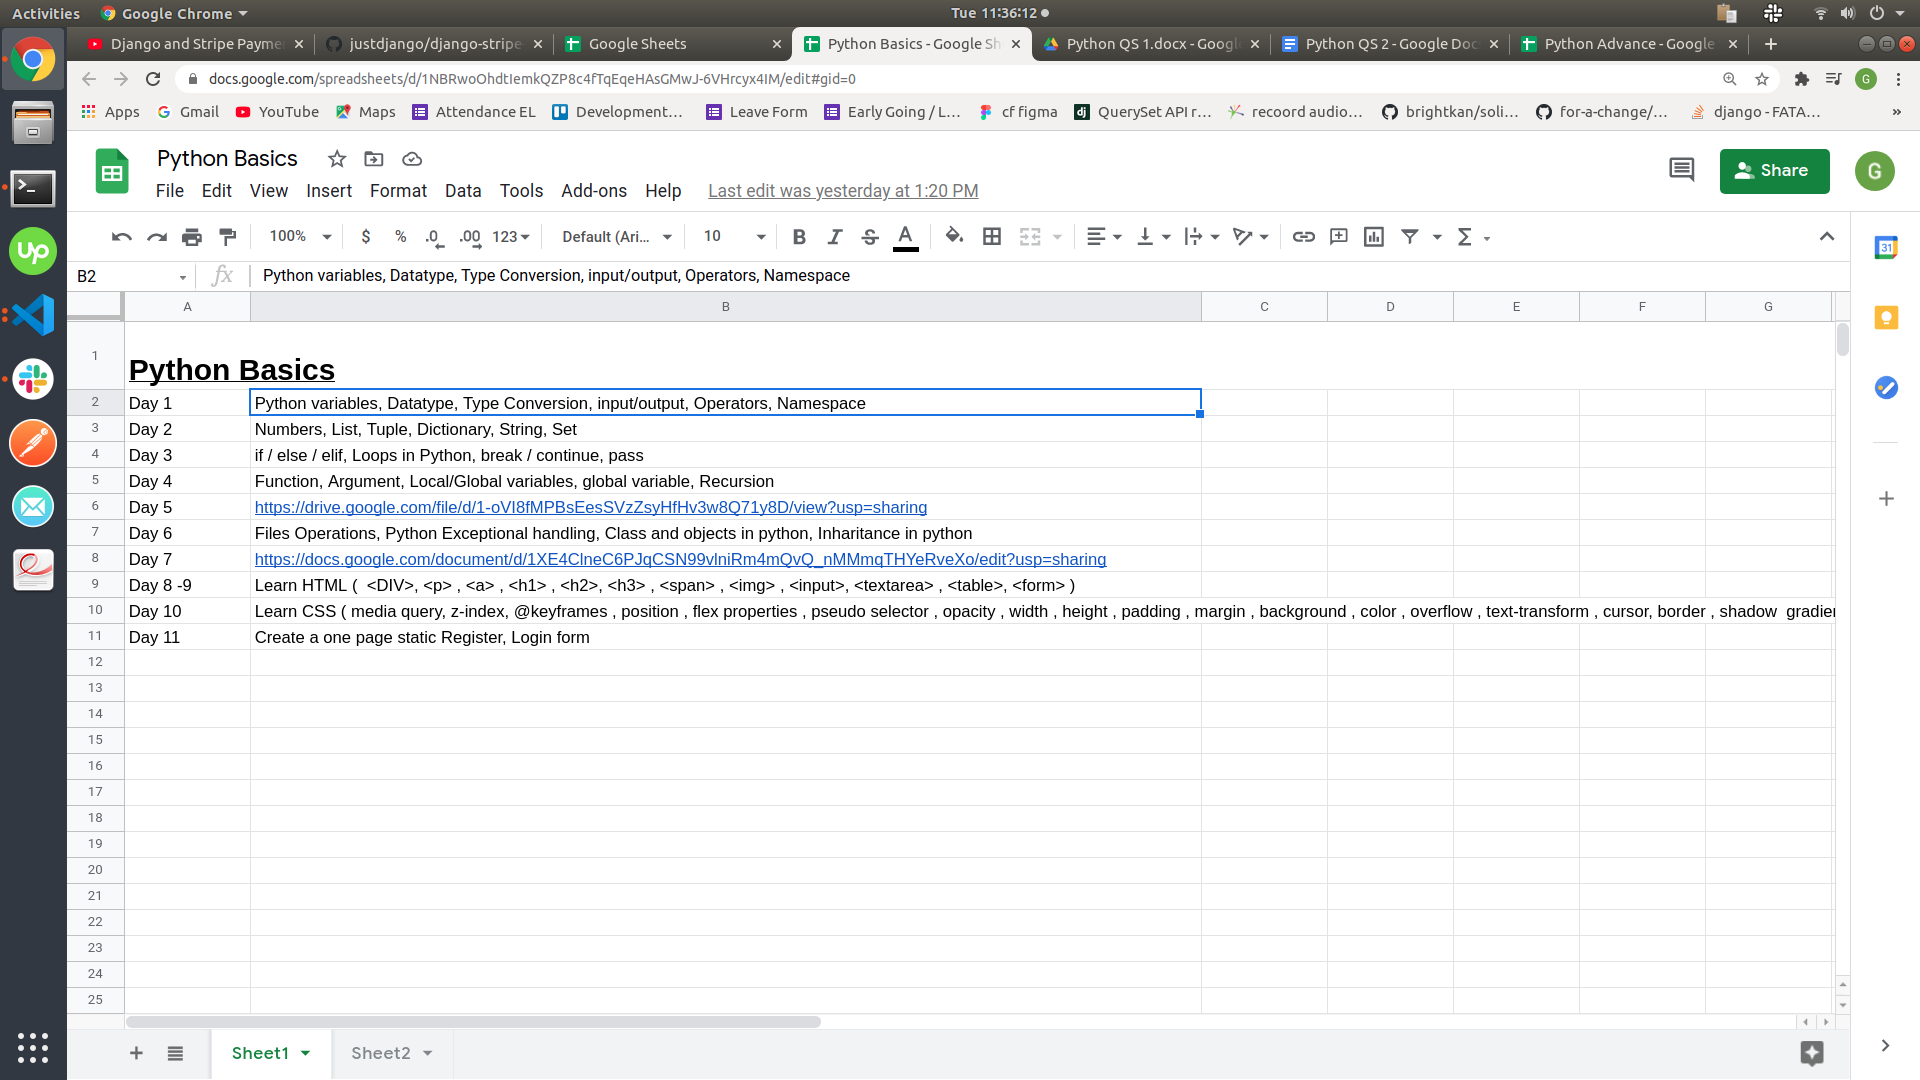 Activities Google Chrome Tue 11:36:12
Django and Stripe Payme justdjango/django-stripe Google Sheets Python Basics - Google Sh Python QS 1.docx - Googl Python QS 2 - Google Doc Python Advance - Google
docs.google.com/spreadsheets/d/1NBRwoOhdtIemkQZP8c4fTqEqeHAsGMwJ-6VHrcyx4IM/edit#gid=0 G
Apps Gmail YouTube Maps Attendance EL Development... Leave Form Early Going / L... cf figma QuerySet API r... recoord audio... brightkan/soli... for-a-change/... django - FATA... »
Python Basics
File Edit View Insert Format Data Tools Add-ons Help Last edit was yesterday at 1:20 PM
Share G
100% $ % .0 .00 123 Default (Ari... 10 B I S A Σ
B2 fx Python variables, Datatype, Type Conversion, input/output, Operators, Namespace
A B C D E F G
1 Python Basics
2 Day 1 Python variables, Datatype, Type Conversion, input/output, Operators, Namespace
3 Day 2 Numbers, List, Tuple, Dictionary, String, Set
4 Day 3 if / else / elif, Loops in Python, break / continue, pass
5 Day 4 Function, Argument, Local/Global variables, global variable, Recursion
6 Day 5 https://drive.google.com/file/d/1-oVI8fMPBsEesSVzZsyHfHv3w8Q71y8D/view?usp=sharing
7 Day 6 Files Operations, Python Exceptional handling, Class and objects in python, Inharitance in python
8 Day 7 https://docs.google.com/document/d/1XE4ClneC6PJqCSN99vlniRm4mQvQ_nMMmqTHYeRveXo/edit?usp=sharing
9 Day 8 -9 Learn HTML ( <DIV>, <p> , <a> , <h1> , <h2>, <h3> , <span> , <img> , <input>, <textarea> , <table>, <form> )
10 Day 10 Learn CSS ( media query, z-index, @keyframes , position , flex properties , pseudo selector , opacity , width , height , padding , margin , background , color , overflow , text-transform , cursor, border , shadow gradien
11 Day 11 Create a one page static Register, Login form
12
13
14
15
16
17
18
19
20
21
22
23
24
25
Sheet1 Sheet2
up
31